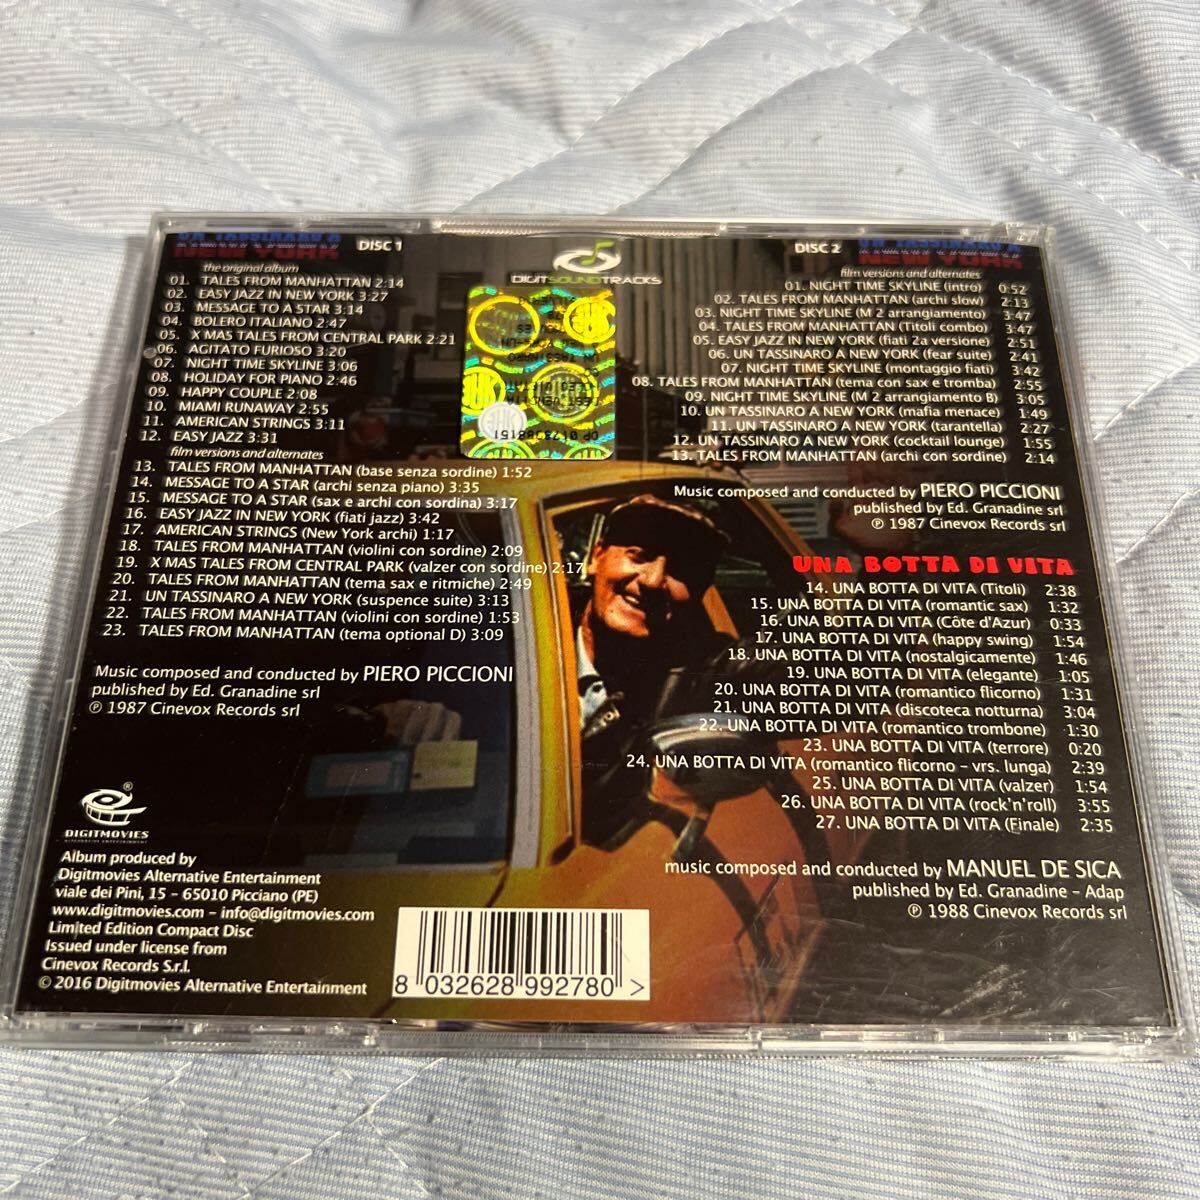 UN TASSINARO A
NEW YORK
DISC 1
the original album
01. TALES FROM MANHATTAN 2:14
02. EASY JAZZ IN NEW YORK 3:27
03. MESSAGE TO A STAR 3:14
04. BOLERO ITALIANO 2:47
05. X MAS TALES FROM CENTRAL PARK 2:21
06. AGITATO FURIOSO 3:20
07. NIGHT TIME SKYLINE 3:06
08. HOLIDAY FOR PIANO 2:46
09. HAPPY COUPLE 2:08
10. MIAMI RUNAWAY 2:55
11. AMERICAN STRINGS 3:11
12. EASY JAZZ 3:31
film versions and alternates
13. TALES FROM MANHATTAN (base senza sordine) 1:52
14. MESSAGE TO A STAR (archi senza piano) 3:35
15. MESSAGE TO A STAR (sax e archi con sordina) 3:17
16. EASY JAZZ IN NEW YORK (fiati jazz) 3:42
17. AMERICAN STRINGS (New York archi) 1:17
18. TALES FROM MANHATTAN (violini con sordine) 2:09
19. X MAS TALES FROM CENTRAL PARK (valzer con sordine) 2:17
20. TALES FROM MANHATTAN (tema sax e ritmiche) 2:49
21. UN TASSINARO A NEW YORK (suspence suite) 3:13
22. TALES FROM MANHATTAN (violini con sordine) 1:53
23. TALES FROM MANHATTAN (tema optional D) 3:09
Music composed and conducted by PIERO PICCIONI
published by Ed. Granadine srl
℗ 1987 Cinevox Records srl
DIGITMOVIES
ALTERNATIVE ENTERTAINMENT
Album produced by
Digitmovies Alternative Entertainment
viale dei Pini, 15 – 65010 Picciano (PE)
www.digitmovies.com – info@digitmovies.com
Limited Edition Compact Disc
Issued under license from
Cinevox Records S.r.l.
© 2016 Digitmovies Alternative Entertainment
DIGITSOUNDTRACKS
OP 0178388151
DISC 2
UN TASSINARO A
NEW YORK
film versions and alternates
01. NIGHT TIME SKYLINE (intro) 0:52
02. TALES FROM MANHATTAN (archi slow) 2:13
03. NIGHT TIME SKYLINE (M 2 arrangiamento) 3:47
04. TALES FROM MANHATTAN (Titoli combo) 3:47
05. EASY JAZZ IN NEW YORK (fiati 2a versione) 2:51
06. UN TASSINARO A NEW YORK (fear suite) 2:41
07. NIGHT TIME SKYLINE (montaggio fiati) 3:42
08. TALES FROM MANHATTAN (tema con sax e tromba) 2:55
09. NIGHT TIME SKYLINE (M 2 arrangiamento B) 3:05
10. UN TASSINARO A NEW YORK (mafia menace) 1:49
11. UN TASSINARO A NEW YORK (tarantella) 2:27
12. UN TASSINARO A NEW YORK (cocktail lounge) 1:55
13. TALES FROM MANHATTAN (archi con sordine) 2:14
Music composed and conducted by PIERO PICCIONI
published by Ed. Granadine srl
℗ 1987 Cinevox Records srl
UNA BOTTA DI VITA
14. UNA BOTTA DI VITA (Titoli) 2:38
15. UNA BOTTA DI VITA (romantic sax) 1:32
16. UNA BOTTA DI VITA (Côte d'Azur) 0:33
17. UNA BOTTA DI VITA (happy swing) 1:54
18. UNA BOTTA DI VITA (nostalgicamente) 1:46
19. UNA BOTTA DI VITA (elegante) 1:05
20. UNA BOTTA DI VITA (romantico flicorno) 1:31
21. UNA BOTTA DI VITA (discoteca notturna) 3:04
22. UNA BOTTA DI VITA (romantico trombone) 1:30
23. UNA BOTTA DI VITA (terrore) 0:20
24. UNA BOTTA DI VITA (romantico flicorno – vrs. lunga) 2:39
25. UNA BOTTA DI VITA (valzer) 1:54
26. UNA BOTTA DI VITA (rock'n'roll) 3:55
27. UNA BOTTA DI VITA (Finale) 2:35
music composed and conducted by MANUEL DE SICA
published by Ed. Granadine – Adap
℗ 1988 Cinevox Records srl
8 032628 992780 >